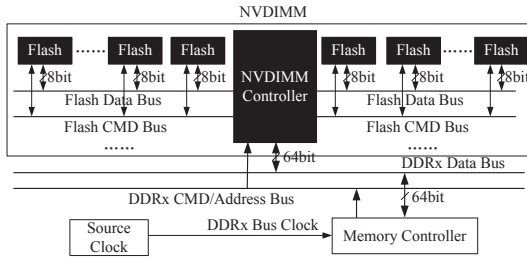 NVDIMM
Flash ...... Flash Flash NVDIMM Controller Flash Flash ...... Flash
8bit 8bit 8bit 8bit 8bit 8bit
Flash Data Bus Flash Data Bus
Flash CMD Bus Flash CMD Bus
...... ......
64bit
DDRx Data Bus
DDRx CMD/Address Bus
64bit
Source Clock
DDRx Bus Clock
Memory Controller